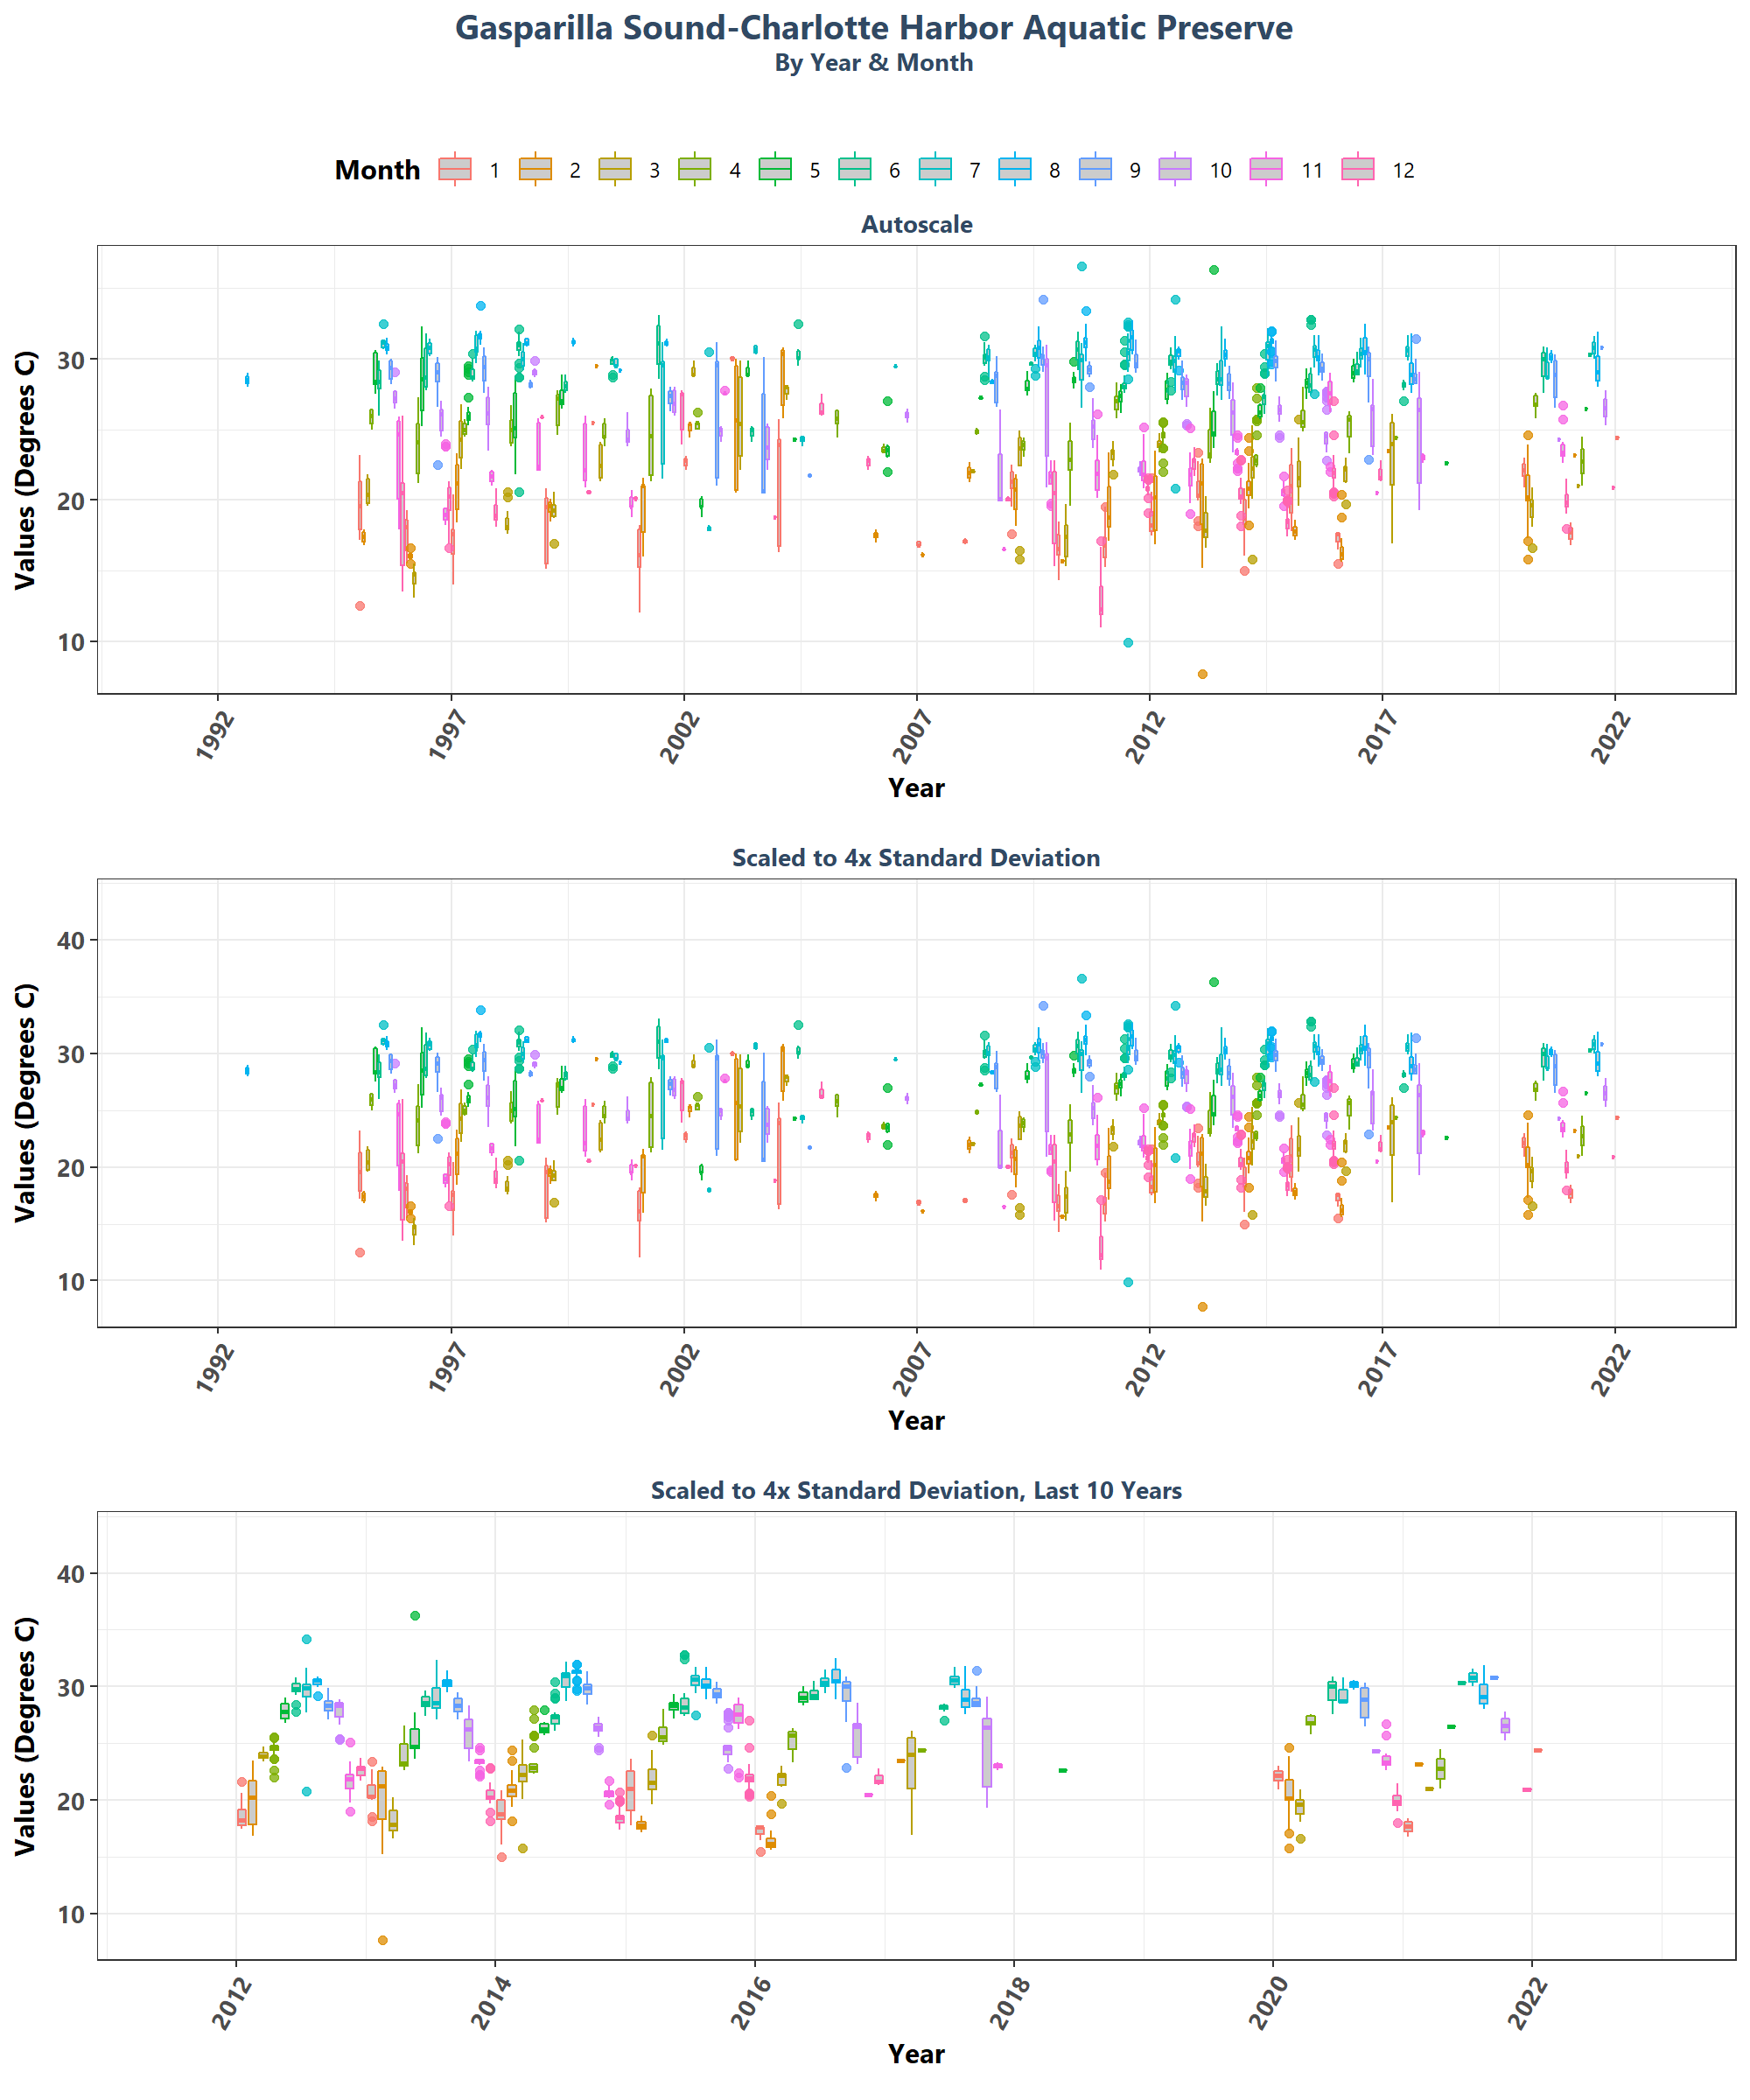 Gasparilla Sound-Charlotte Harbor Aquatic Preserve
By Year & Month
Month 1 2 3 4 5 6 7 8 9 10 11 12
Autoscale
Values (Degrees C)
30
20
10
1992 1997 2002 2007 2012 2017 2022
Year
Scaled to 4x Standard Deviation
Values (Degrees C)
40
30
20
10
1992 1997 2002 2007 2012 2017 2022
Year
Scaled to 4x Standard Deviation, Last 10 Years
Values (Degrees C)
40
30
20
10
2012 2014 2016 2018 2020 2022
Year